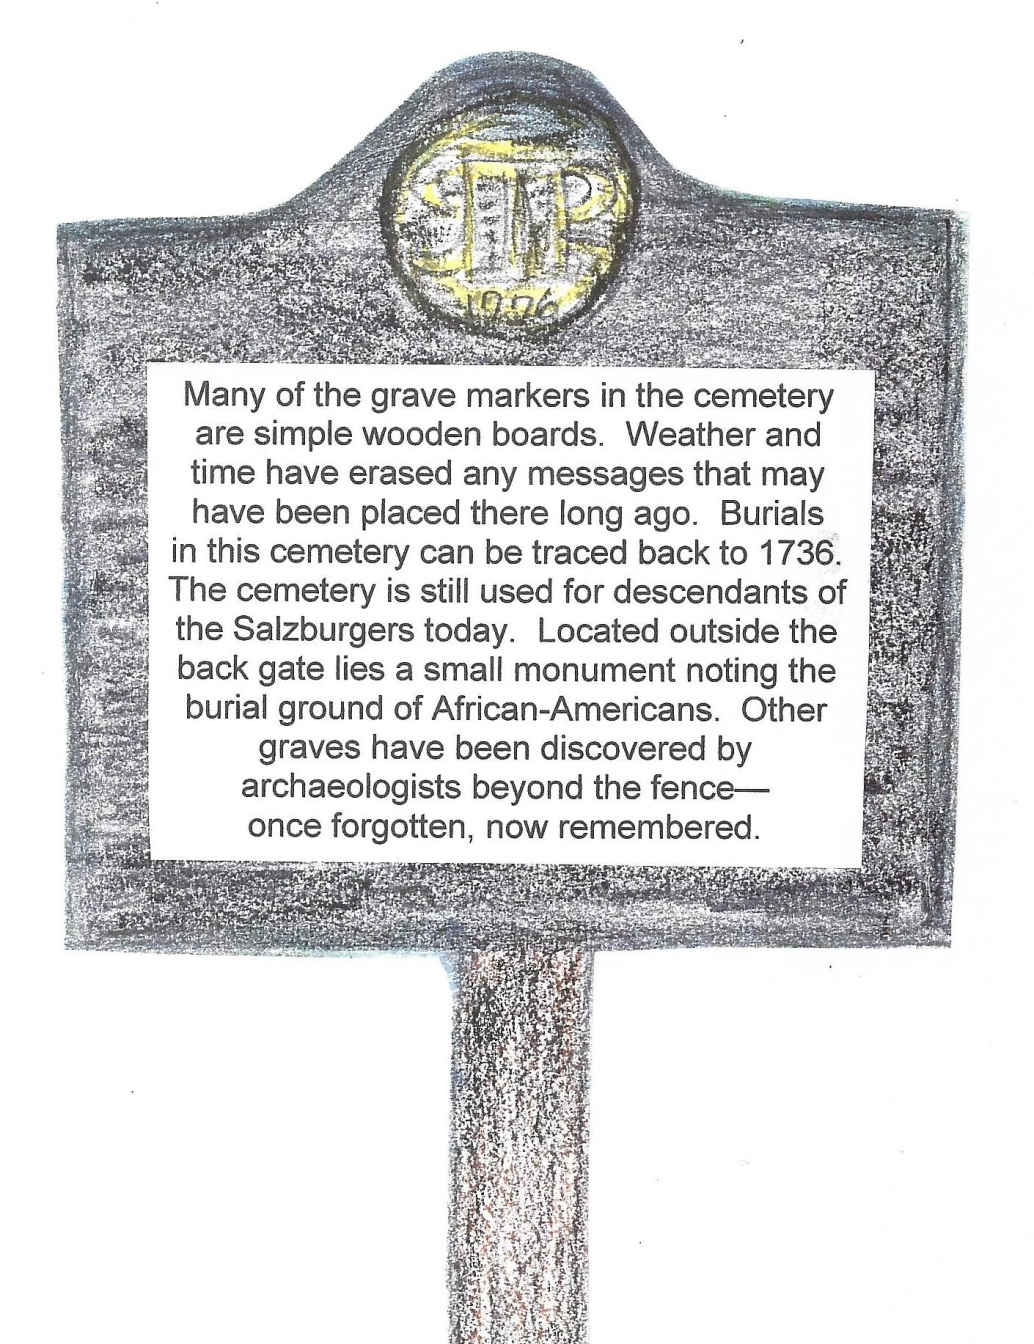 1776
Many of the grave markers in the cemetery
are simple wooden boards.  Weather and
time have erased any messages that may
have been placed there long ago.  Burials
in this cemetery can be traced back to 1736.
The cemetery is still used for descendants of
the Salzburgers today.  Located outside the
back gate lies a small monument noting the
burial ground of African-Americans.  Other
graves have been discovered by
archaeologists beyond the fence—
once forgotten, now remembered.